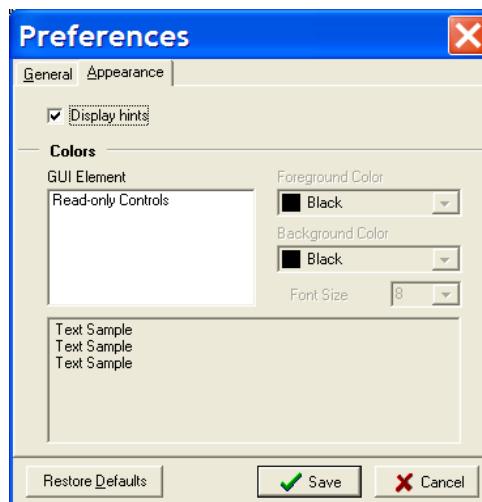 Preferences
General Appearance
Display hints
Colors
GUI Element
Read-only Controls
Foreground Color
Black
Background Color
Black
Font Size 8
Text Sample
Text Sample
Text Sample
Restore Defaults Save Cancel